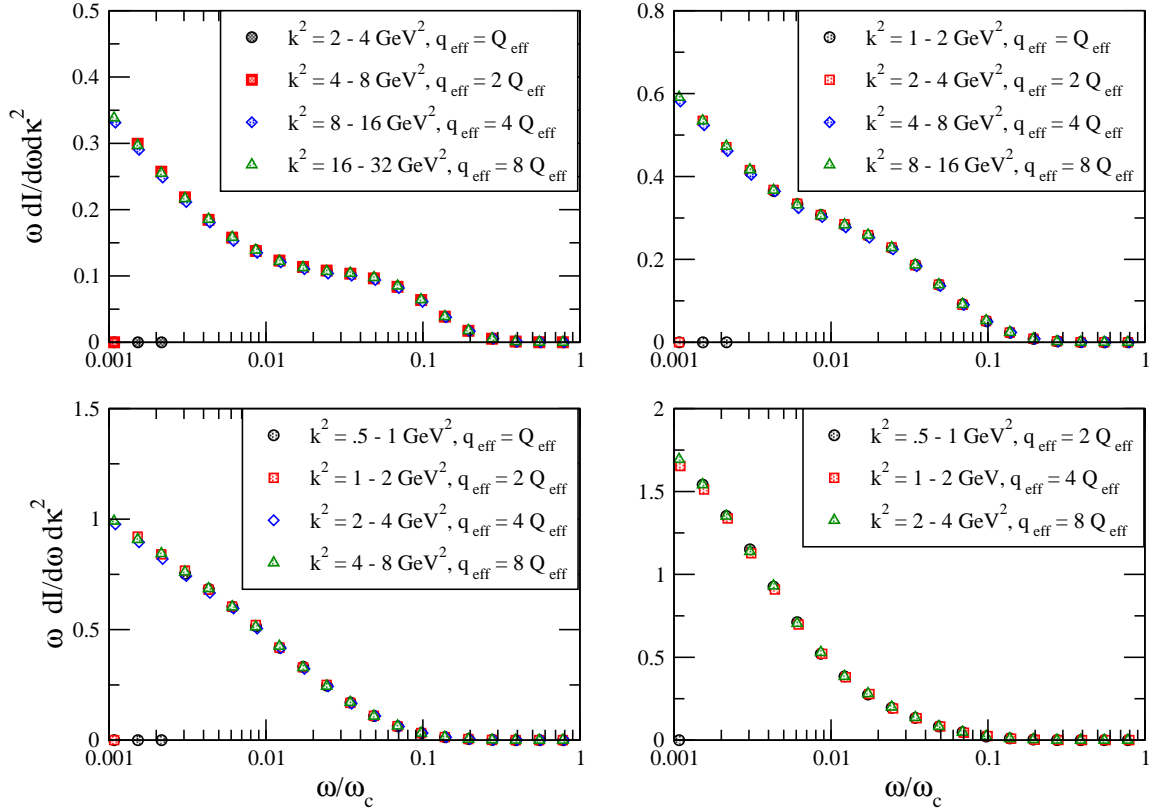 k² = 2 - 4 GeV², q_eff = Q_eff
k² = 4 - 8 GeV², q_eff = 2 Q_eff
k² = 8 - 16 GeV², q_eff = 4 Q_eff
k² = 16 - 32 GeV², q_eff = 8 Q_eff
0.5
0.4
0.3
0.2
0.1
0
0.001
0.01
0.1
1
ω dI/dωdκ²
k² = 1 - 2 GeV², q_eff = Q_eff
k² = 2 - 4 GeV², q_eff = 2 Q_eff
k² = 4 - 8 GeV², q_eff = 4 Q_eff
k² = 8 - 16 GeV², q_eff = 8 Q_eff
0.8
0.6
0.4
0.2
0
0.001
0.01
0.1
1
k² = .5 - 1 GeV², q_eff = Q_eff
k² = 1 - 2 GeV², q_eff = 2 Q_eff
k² = 2 - 4 GeV², q_eff = 4 Q_eff
k² = 4 - 8 GeV², q_eff = 8 Q_eff
1.5
1
0.5
0
0.001
0.01
0.1
1
ω dI/dω dκ²
ω/ω_c
k² = .5 - 1 GeV², q_eff = 2 Q_eff
k² = 1 - 2 GeV, q_eff = 4 Q_eff
k² = 2 - 4 GeV², q_eff = 8 Q_eff
2
1.5
1
0.5
0
0.001
0.01
0.1
1
ω/ω_c